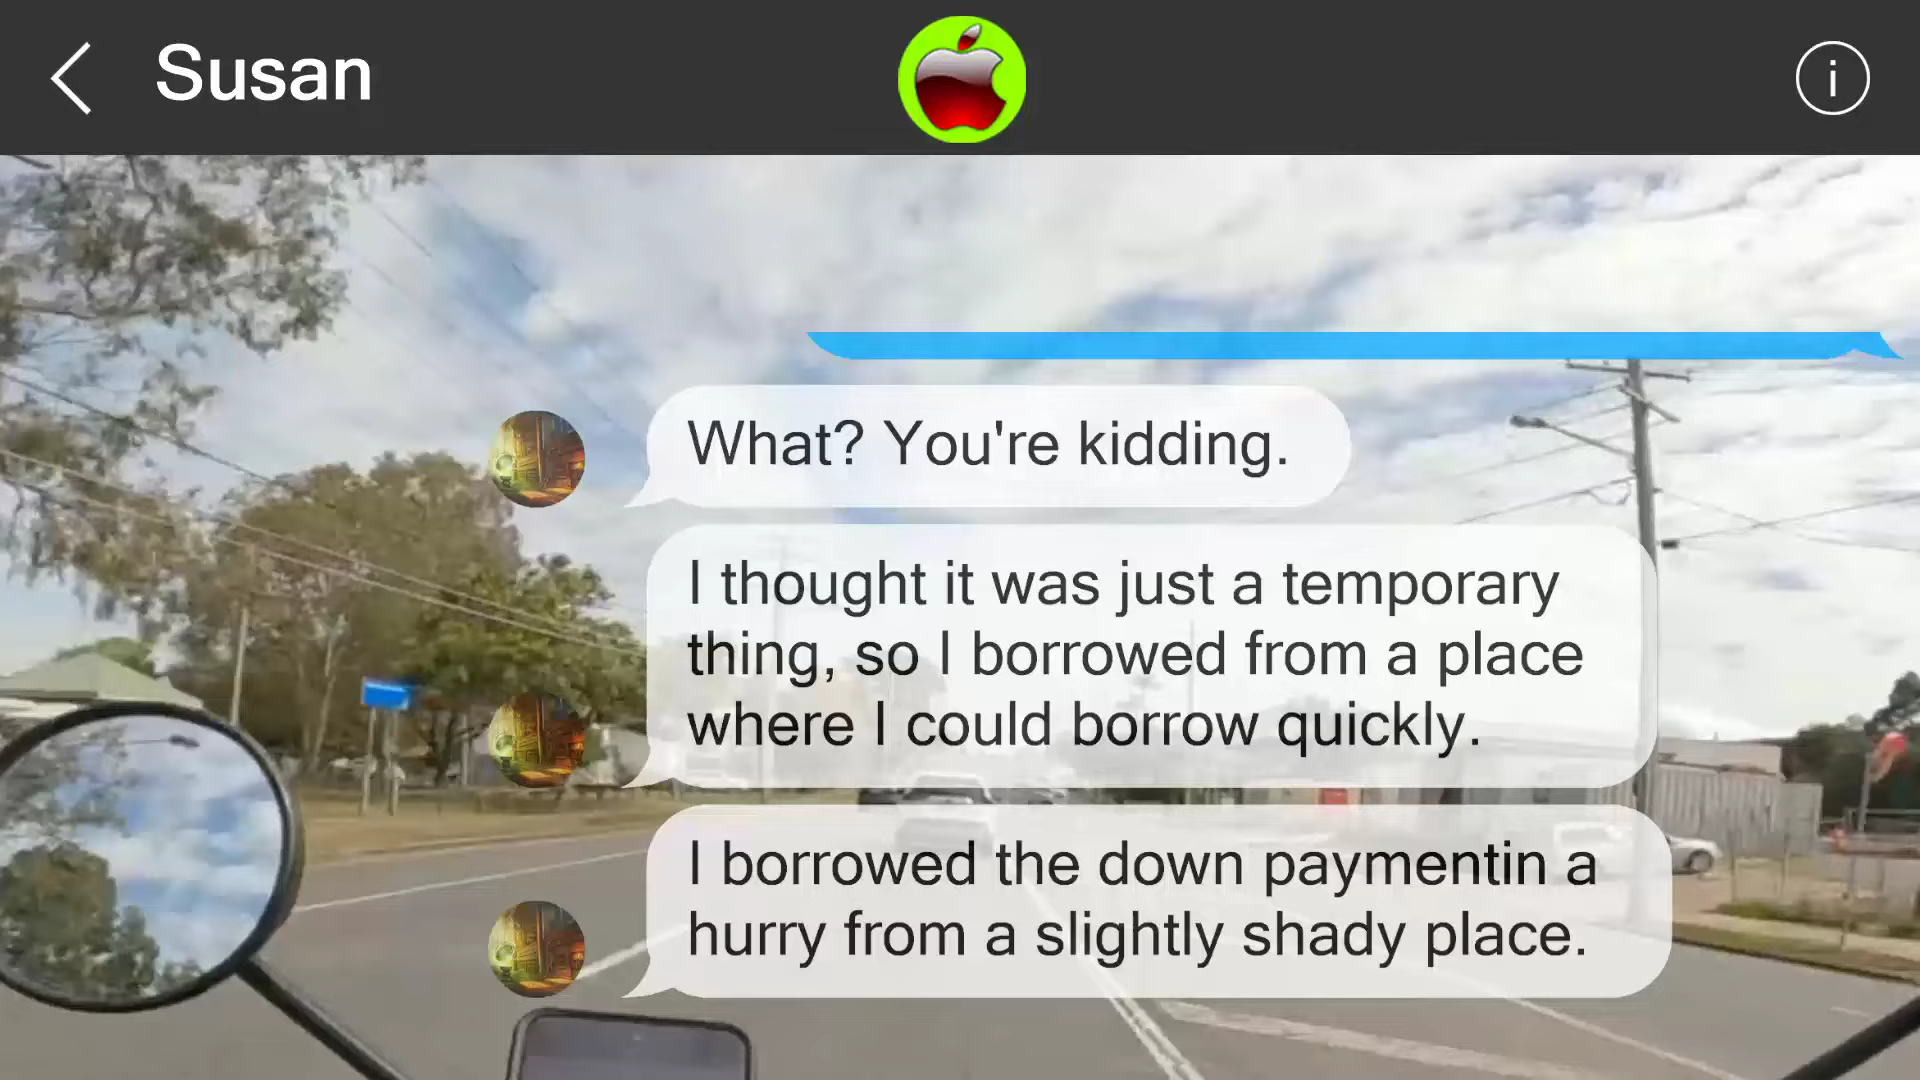 Susan
i
What? You're kidding.
I thought it was just a temporary
thing, so I borrowed from a place
where I could borrow quickly.
I borrowed the down paymentin a
hurry from a slightly shady place.